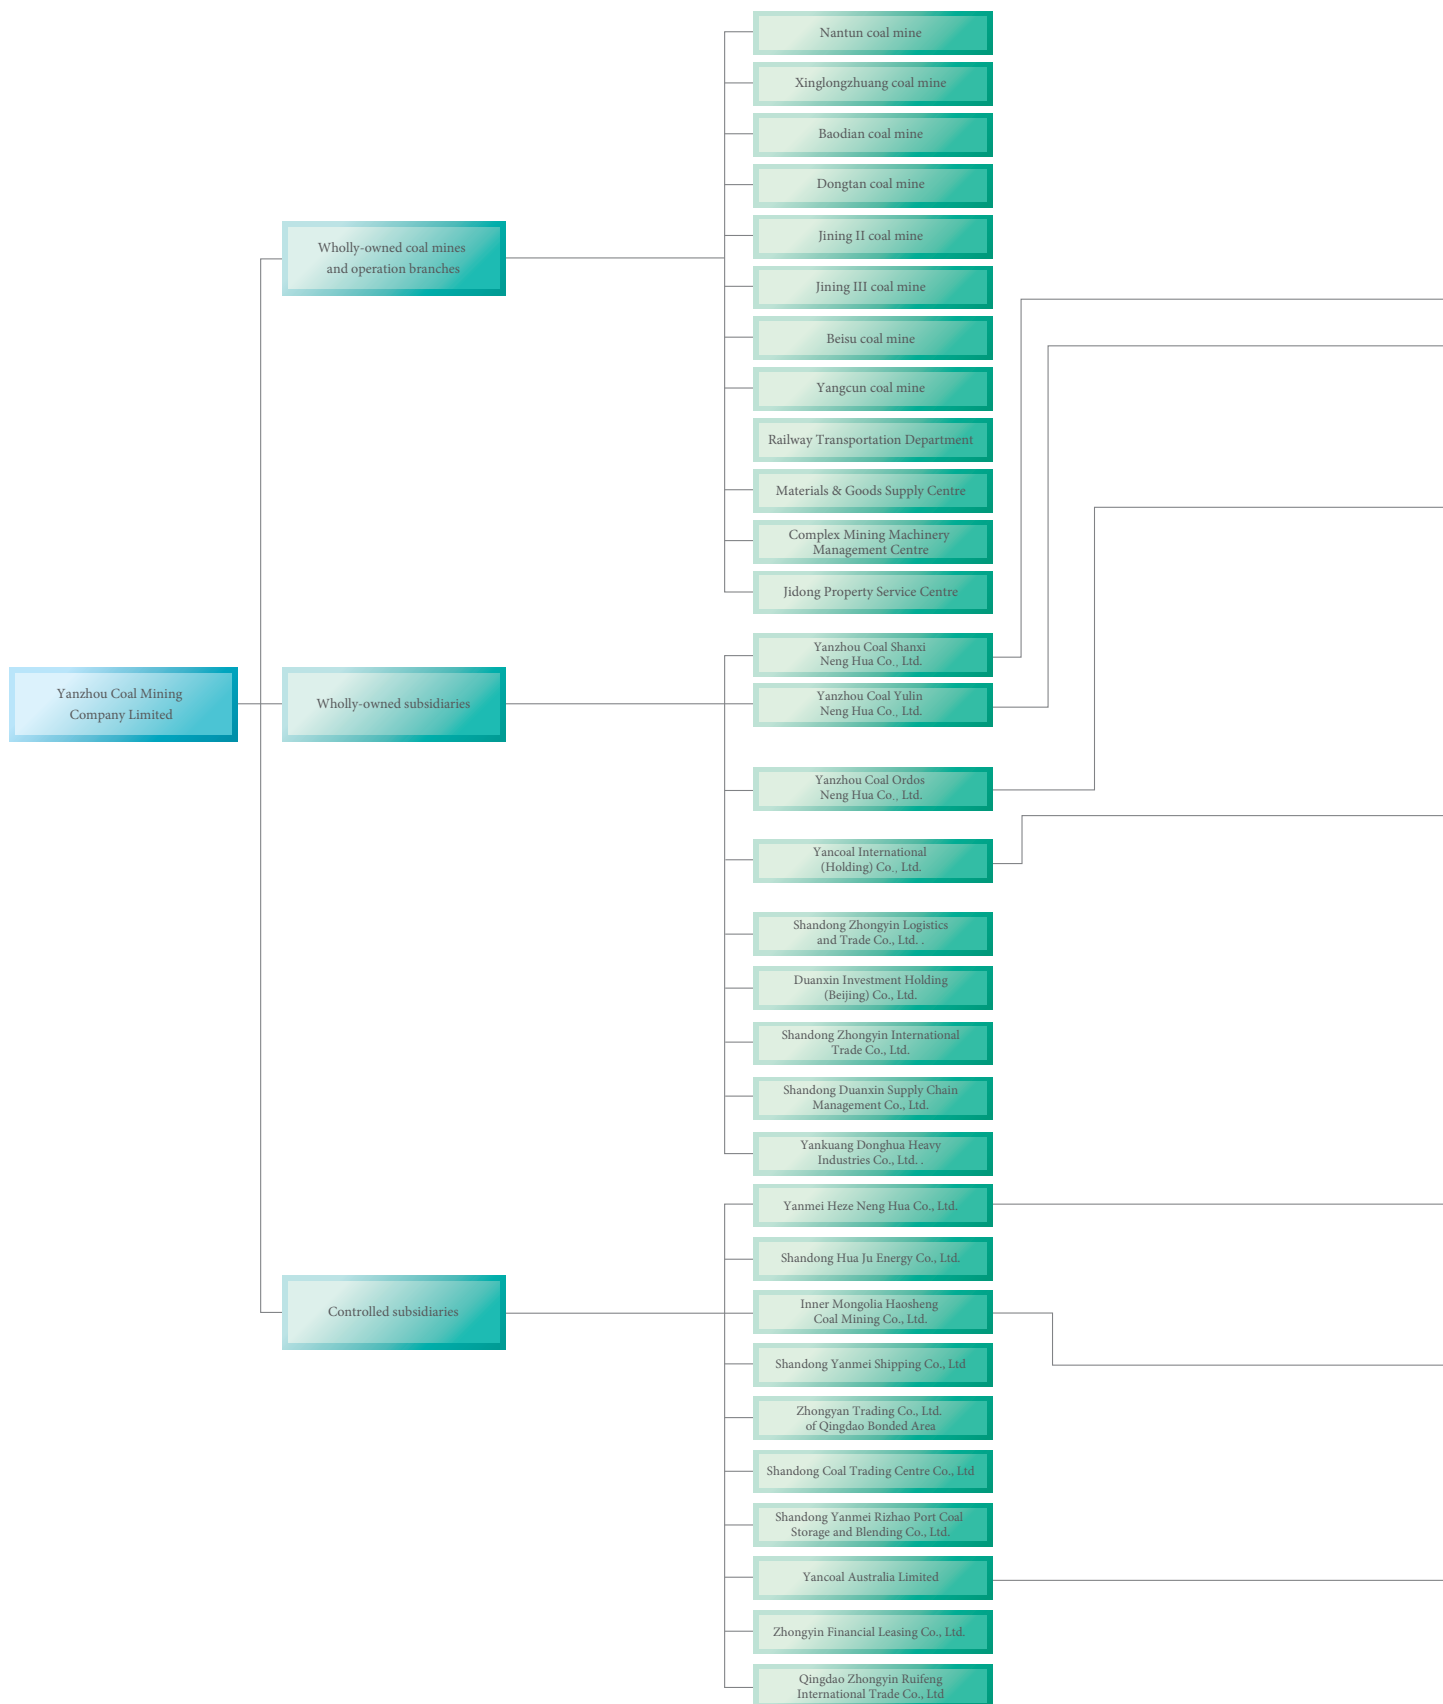 Nantun coal mine
Xinglongzhuang coal mine
Baodian coal mine
Dongtan coal mine
Wholly-owned coal mines
and operation branches
Jining II coal mine
Jining III coal mine
Beisu coal mine
Yangcun coal mine
Railway Transportation Department
Materials & Goods Supply Centre
Complex Mining Machinery
Management Centre
Jidong Property Service Centre
Yanzhou Coal Mining
Company Limited
Wholly-owned subsidiaries
Yanzhou Coal Shanxi
Neng Hua Co., Ltd.
Yanzhou Coal Yulin
Neng Hua Co., Ltd.
Yanzhou Coal Ordos
Neng Hua Co., Ltd.
Yancoal International
(Holding) Co., Ltd.
Shandong Zhongyin Logistics
and Trade Co., Ltd. .
Duanxin Investment Holding
(Beijing) Co., Ltd.
Shandong Zhongyin International
Trade Co., Ltd.
Shandong Duanxin Supply Chain
Management Co., Ltd.
Yankuang Donghua Heavy
Industries Co., Ltd. .
Controlled subsidiaries
Yanmei Heze Neng Hua Co., Ltd.
Shandong Hua Ju Energy Co., Ltd.
Inner Mongolia Haosheng
Coal Mining Co., Ltd.
Shandong Yanmei Shipping Co., Ltd
Zhongyan Trading Co., Ltd.
of Qingdao Bonded Area
Shandong Coal Trading Centre Co., Ltd
Shandong Yanmei Rizhao Port Coal
Storage and Blending Co., Ltd.
Yancoal Australia Limited
Zhongyin Financial Leasing Co., Ltd.
Qingdao Zhongyin Ruifeng
International Trade Co., Ltd